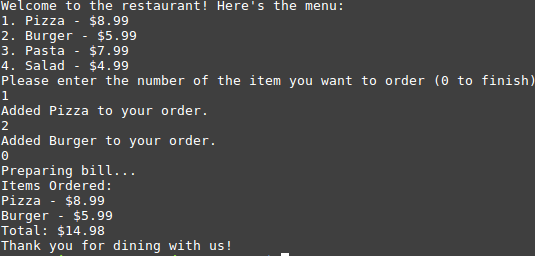 Welcome to the restaurant! Here's the menu:
1. Pizza - $8.99
2. Burger - $5.99
3. Pasta - $7.99
4. Salad - $4.99
Please enter the number of the item you want to order (0 to finish)
1
Added Pizza to your order.
2
Added Burger to your order.
0
Preparing bill...
Items Ordered:
Pizza - $8.99
Burger - $5.99
Total: $14.98
Thank you for dining with us!